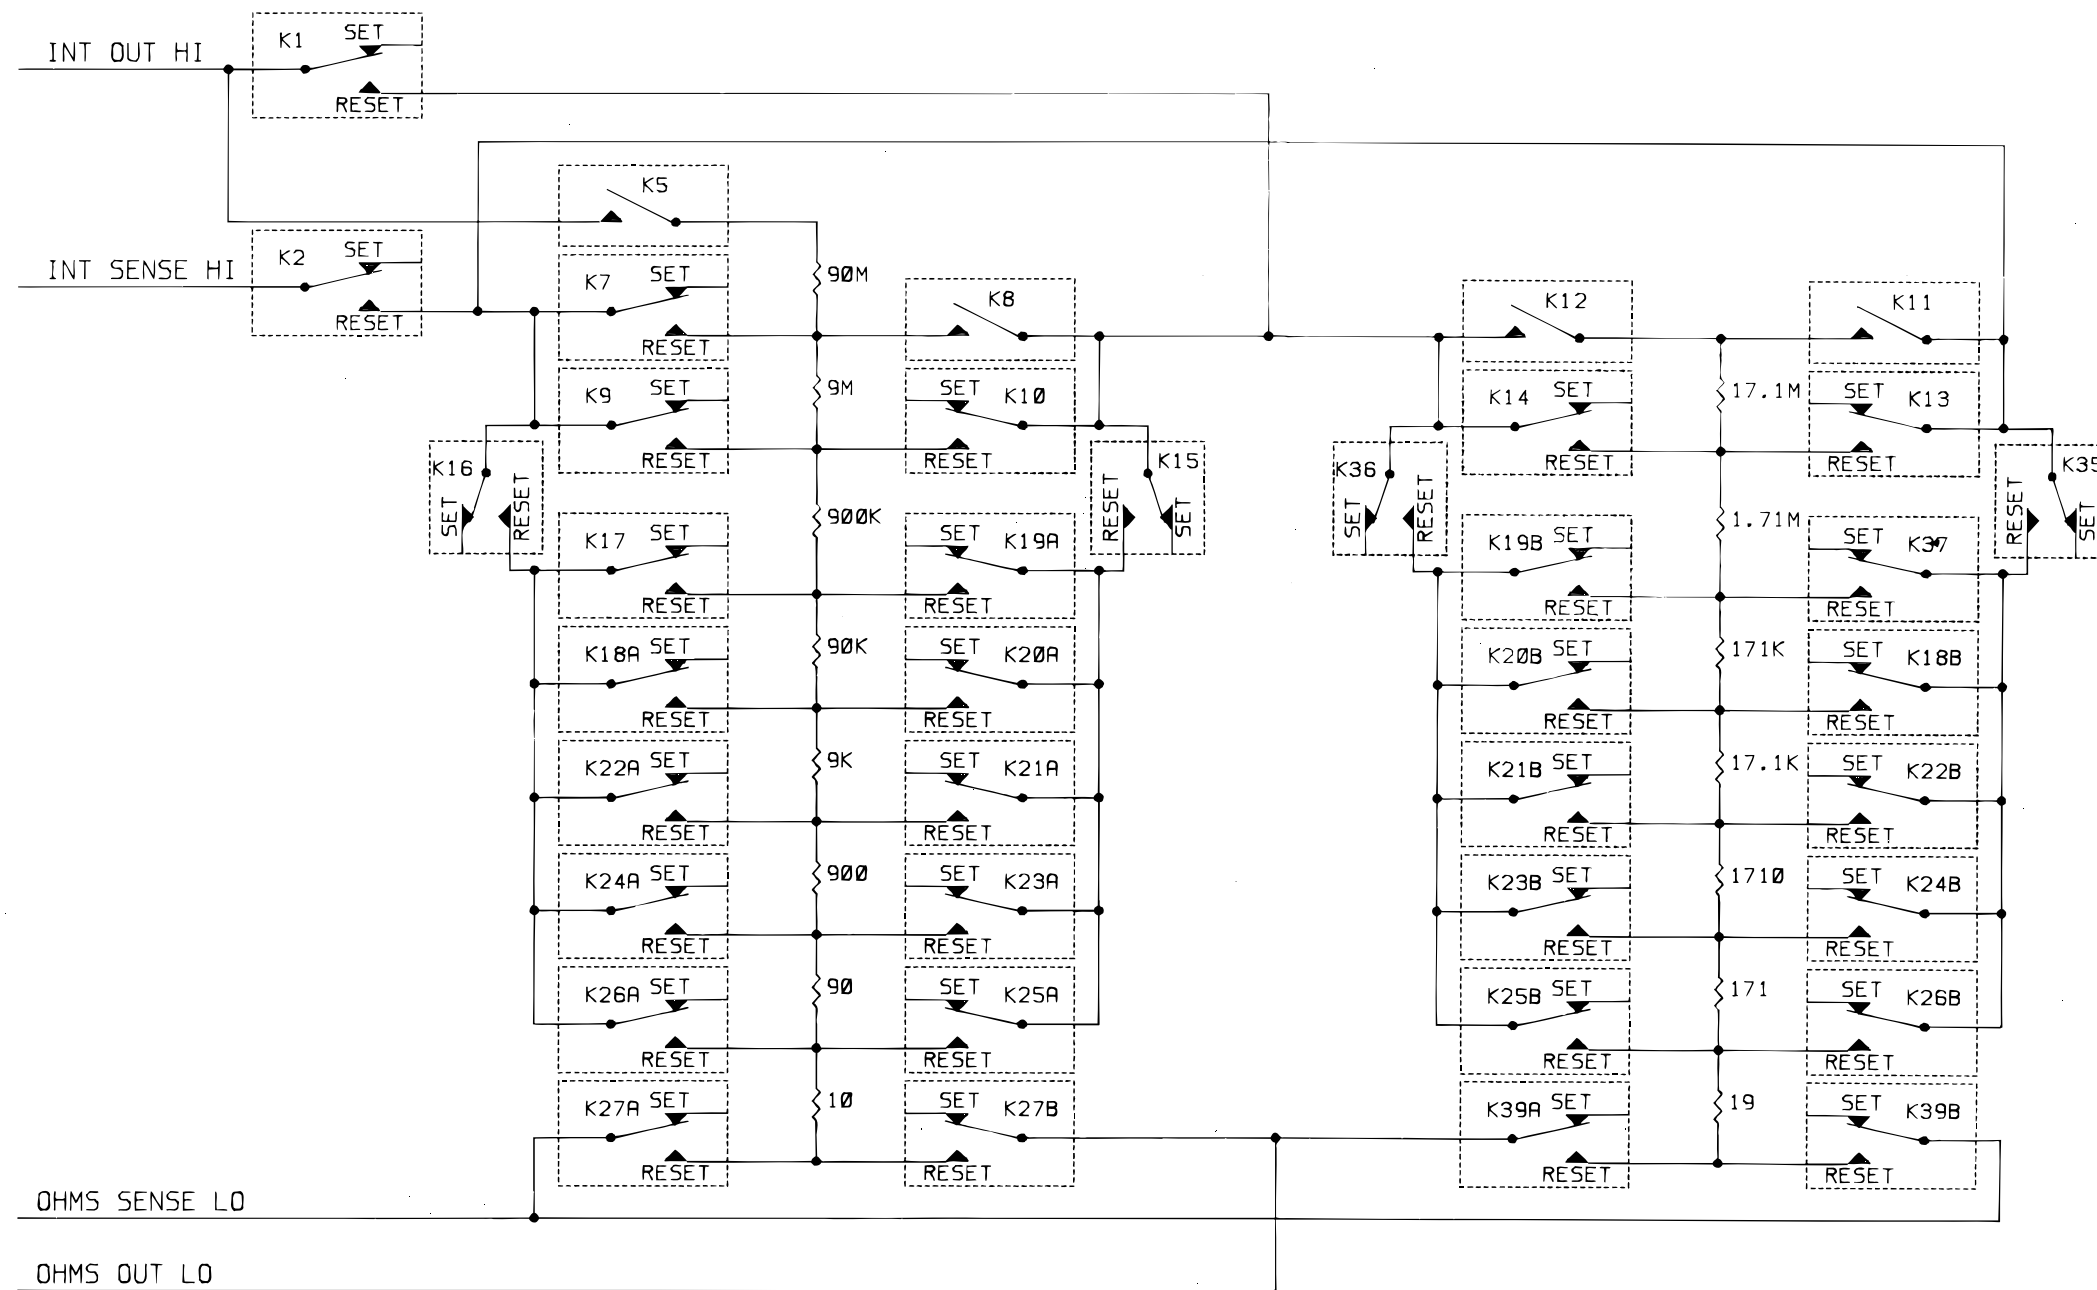 K1 SET
INT OUT HI
RESET
K5
K2 SET
INT SENSE HI
RESET
K7 SET
RESET
90M
K8
K12
K11
K9 SET
RESET
9M
SET K10
RESET
K14 SET
RESET
17.1M
SET K13
RESET
K16
SET
RESET
K15
RESET
SET
K36
SET
RESET
K35
RESET
SET
900K
1.71M
K17 SET
RESET
SET K19A
RESET
K19B SET
RESET
SET K37
RESET
K18A SET
RESET
90K
SET K20A
RESET
K20B SET
RESET
171K
SET K18B
RESET
K22A SET
RESET
9K
SET K21A
RESET
K21B SET
RESET
17.1K
SET K22B
RESET
K24A SET
RESET
900
SET K23A
RESET
K23B SET
RESET
1710
SET K24B
RESET
K26A SET
RESET
90
SET K25A
RESET
K25B SET
RESET
171
SET K26B
RESET
K27A SET
RESET
10
SET K27B
RESET
K39A SET
RESET
19
SET K39B
RESET
OHMS SENSE LO
OHMS OUT LO